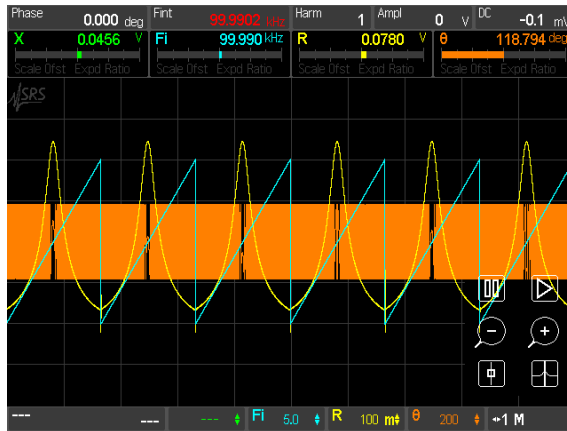 Phase 0.000 deg Fint 99.9902 kHz Harm 1 Ampl 0 V DC -0.1 m
X 0.0456 V Fi 99.990 kHz R 0.0780 V θ 118.794 deg
Scale Ofst Expd Ratio Scale Ofst Expd Ratio Scale Ofst Expd Ratio Scale Ofst Expd Ratio
SRS
--- --- --- Fi 5.0 R 100 m θ 200 1 M